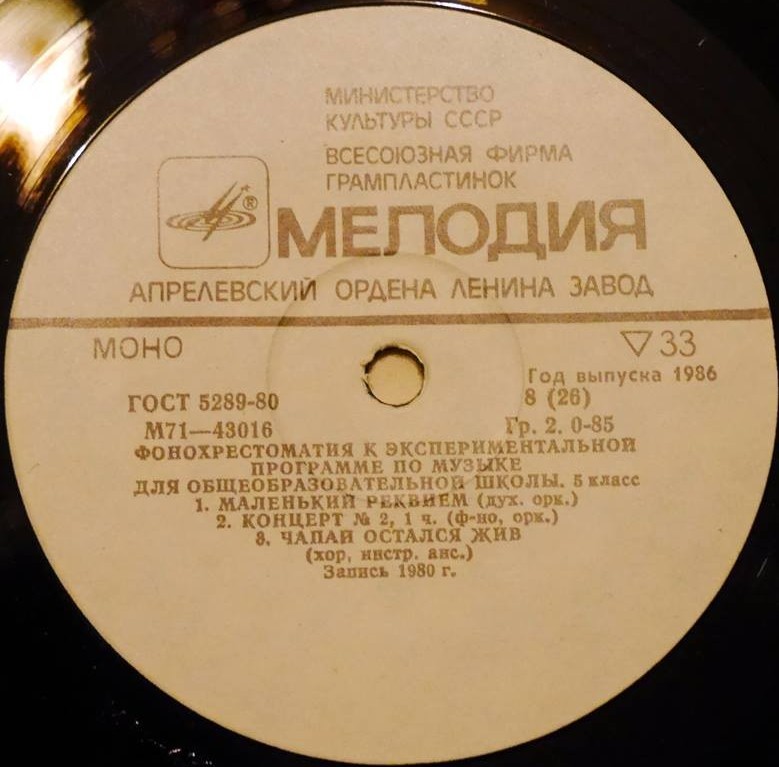 МИНИСТЕРСТВО
КУЛЬТУРЫ СССР
ВСЕСОЮЗНАЯ ФИРМА
ГРАМПЛАСТИНОК
® МЕЛОДИЯ
АПРЕЛЕВСКИЙ ОРДЕНА ЛЕНИНА ЗАВОД
МОНО ▽33
Год выпуска 1986
ГОСТ 5289-80 8 (26)
М71—43016 Гр. 2. 0-85
ФОНОХРЕСТОМАТИЯ К ЭКСПЕРИМЕНТАЛЬНОЙ
ПРОГРАММЕ ПО МУЗЫКЕ
ДЛЯ ОБЩЕОБРАЗОВАТЕЛЬНОЙ ШКОЛЫ. 5 класс
1. МАЛЕНЬКИЙ РЕКВИЕМ (дух. орк.)
2. КОНЦЕРТ № 2, 1 ч. (ф-но, орк.)
3. ЧАПАЙ ОСТАЛСЯ ЖИВ
(хор, инстр. анс.)
Запись 1980 г.